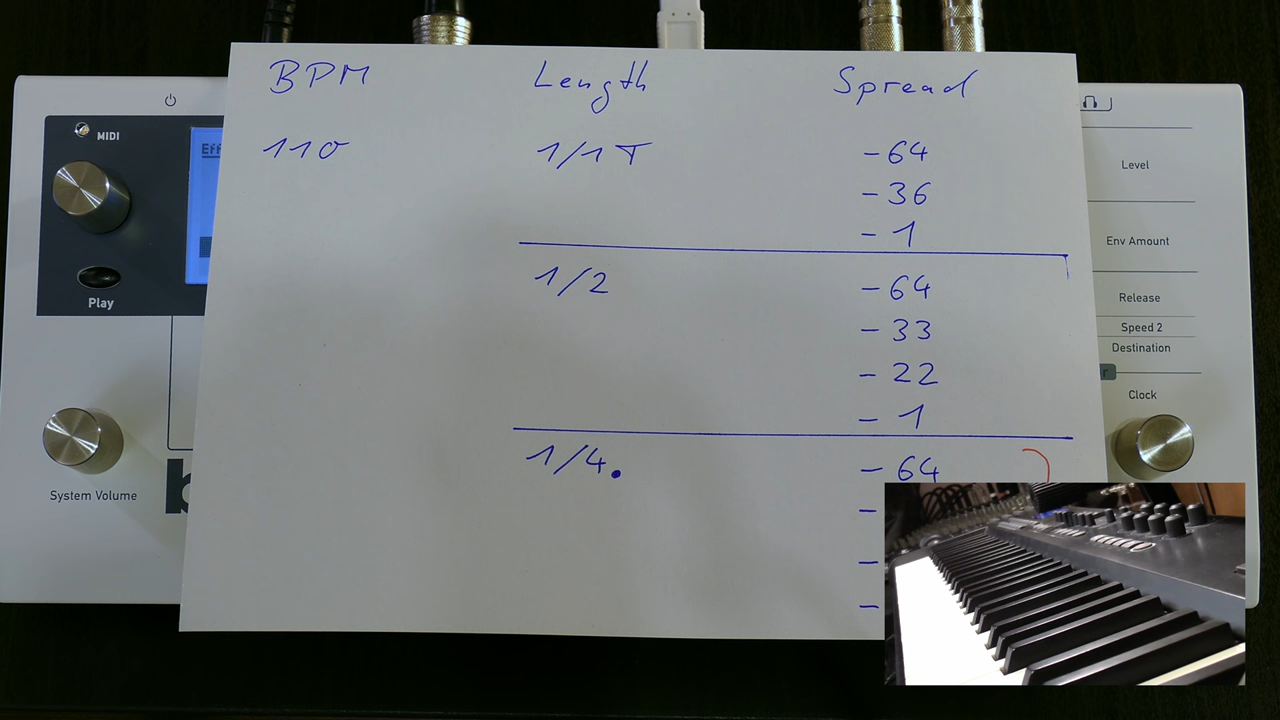 BPM Length Spread
110 1/1T -64
-36
-1
1/2 -64
-33
-22
-1
1/4. -64
-
-
-
MIDI
Play
System Volume
Eff
b
Level
Env Amount
Release
Speed 2
Destination
r
Clock